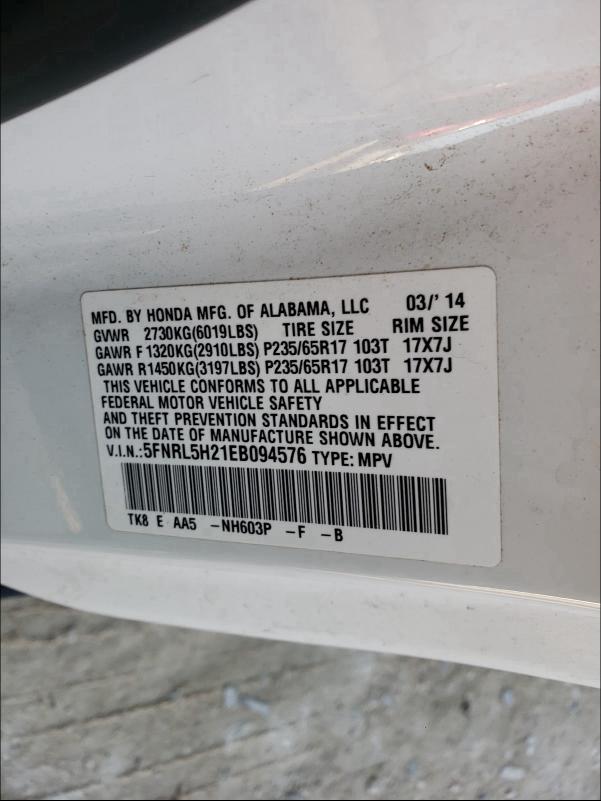 MFD. BY HONDA MFG. OF ALABAMA, LLC 03/' 14
GVWR 2730KG(6019LBS) TIRE SIZE RIM SIZE
GAWR F 1320KG(2910LBS) P235/65R17 103T 17X7J
GAWR R1450KG(3197LBS) P235/65R17 103T 17X7J
THIS VEHICLE CONFORMS TO ALL APPLICABLE
FEDERAL MOTOR VEHICLE SAFETY
AND THEFT PREVENTION STANDARDS IN EFFECT
ON THE DATE OF MANUFACTURE SHOWN ABOVE.
V.I.N.:5FNRL5H21EB094576 TYPE: MPV
TK8 E AA5 -NH603P -F -B